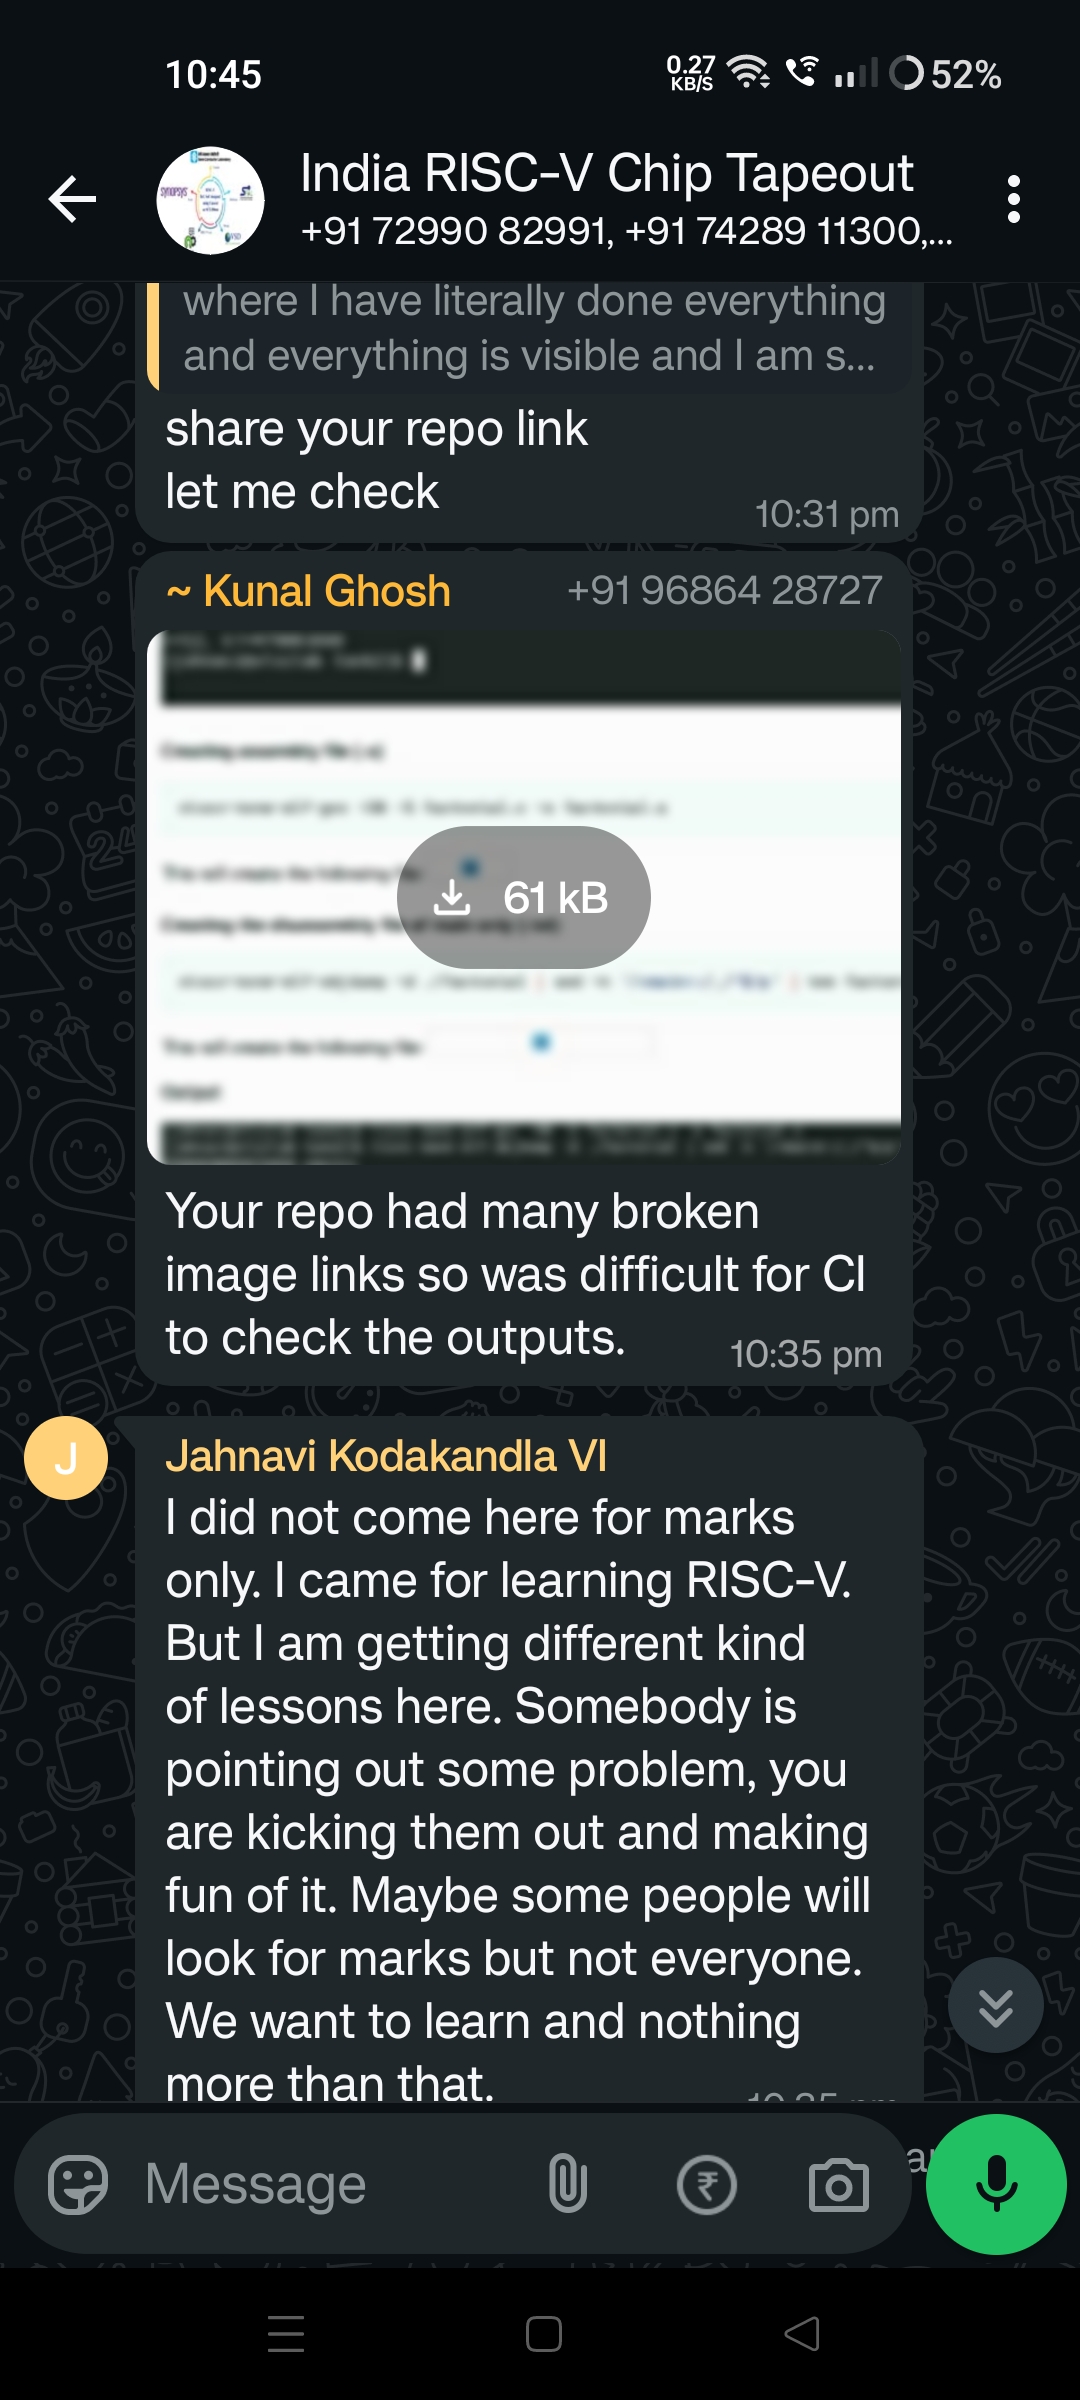 10:45
0.27
KB/S
52%
India RISC-V Chip Tapeout
+91 72990 82991, +91 74289 11300,...
where I have literally done everything
and everything is visible and I am s...
share your repo link
let me check
10:31 pm
~ Kunal Ghosh
+91 96864 28727
61 kB
Your repo had many broken
image links so was difficult for CI
to check the outputs.
10:35 pm
J
Jahnavi Kodakandla Vl
I did not come here for marks
only. I came for learning RISC-V.
But I am getting different kind
of lessons here. Somebody is
pointing out some problem, you
are kicking them out and making
fun of it. Maybe some people will
look for marks but not everyone.
We want to learn and nothing
more than that.
Message